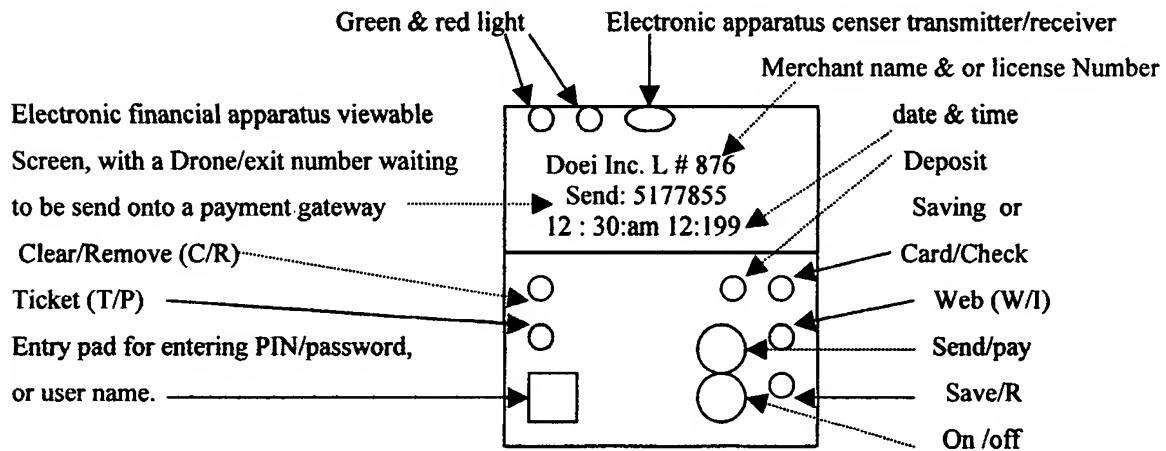 Green & red light
Electronic apparatus censer transmitter/receiver
Merchant name & or license Number
Electronic financial apparatus viewable
Screen, with a Drone/exit number waiting
to be send onto a payment gateway
Clear/Remove (C/R)
Ticket (T/P)
Entry pad for entering PIN/password,
or user name.
Doei Inc. L # 876
Send: 5177855
12 : 30:am 12:199
date & time
Deposit
Saving or
Card/Check
Web (W/I)
Send/pay
Save/R
On /off